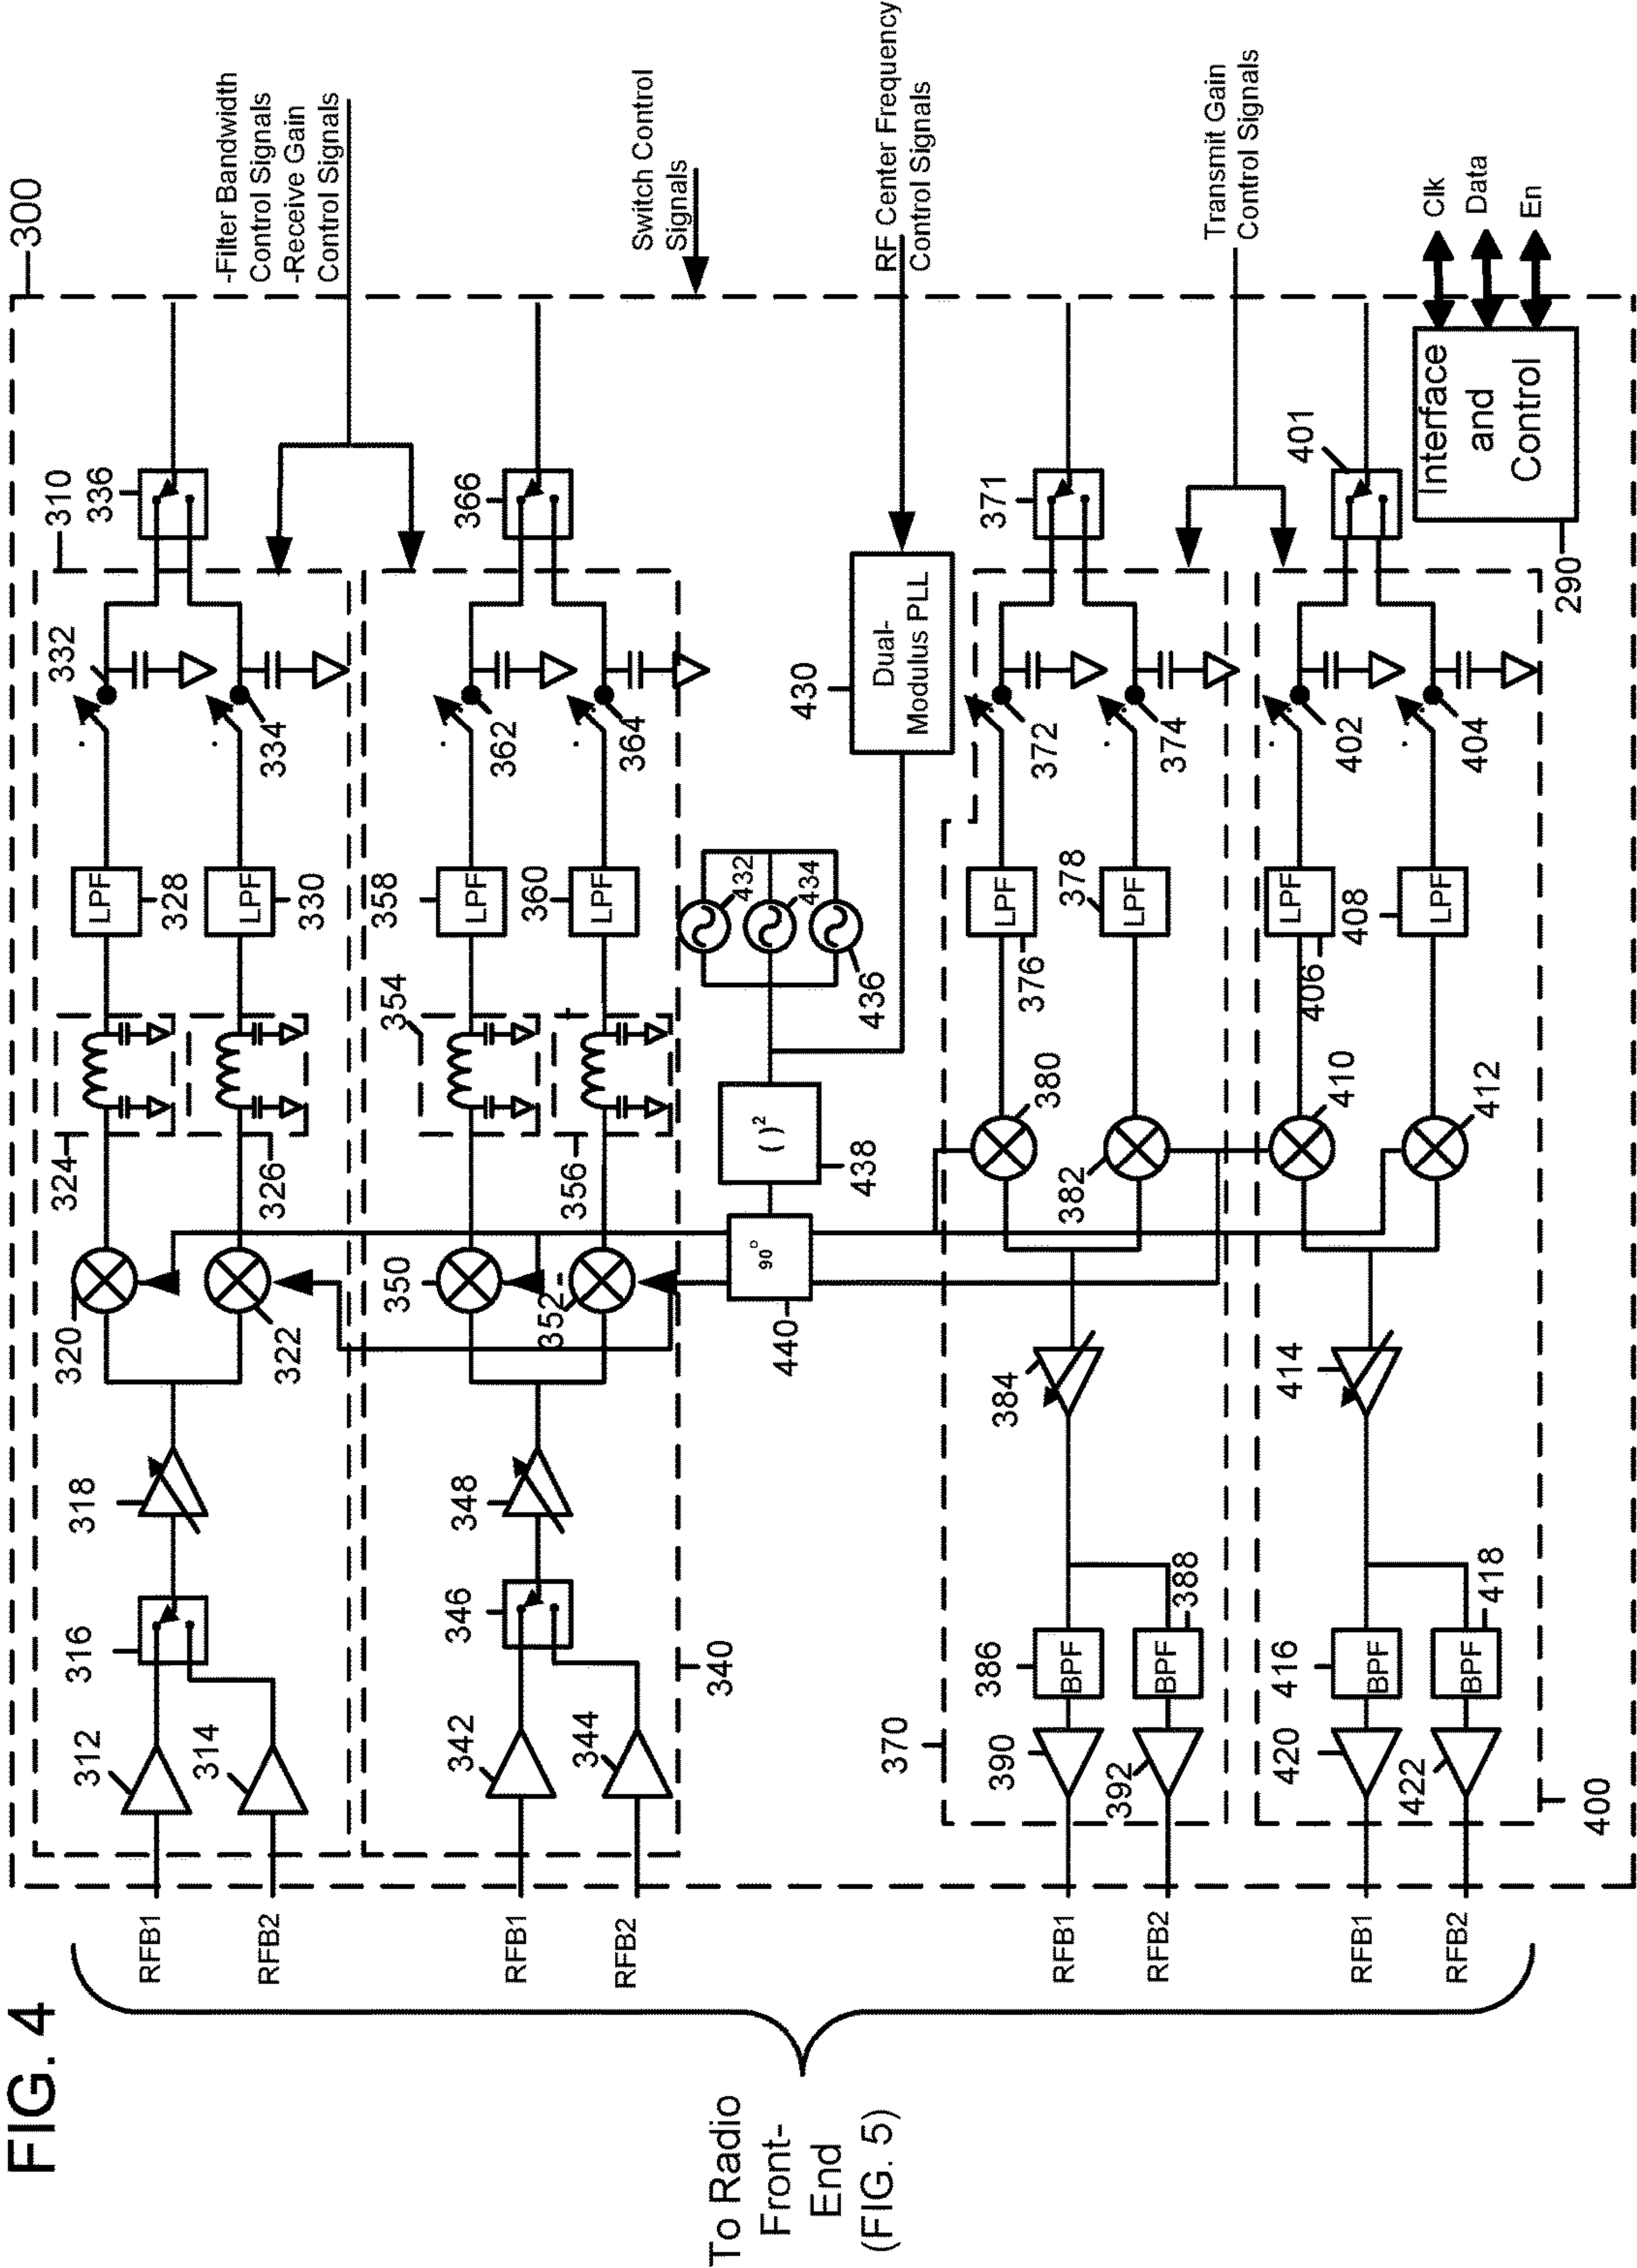 FIG. 4
300
-Filter Bandwidth
Control Signals
-Receive Gain
Control Signals
Switch Control
Signals
RF Center Frequency
Control Signals
Transmit Gain
Control Signals
Clk
Data
En
Interface
and
Control
290
310
336
332
334
LPF
328
LPF
330
324
326
320
322
318
316
312
314
RFB1
RFB2
366
362
364
358
LPF
360
LPF
354
356
350
352
348
346
342
344
340
RFB1
RFB2
430
Dual-
Modulus PLL
432
434
436
( )²
438
90°
440
371
372
374
LPF
376
378
LPF
380
382
384
386
BPF
388
BPF
390
392
370
RFB1
RFB2
401
402
404
LPF
406
408
LPF
410
412
414
416
BPF
418
BPF
420
422
400
RFB1
RFB2
To Radio
Front-
End
(FIG. 5)